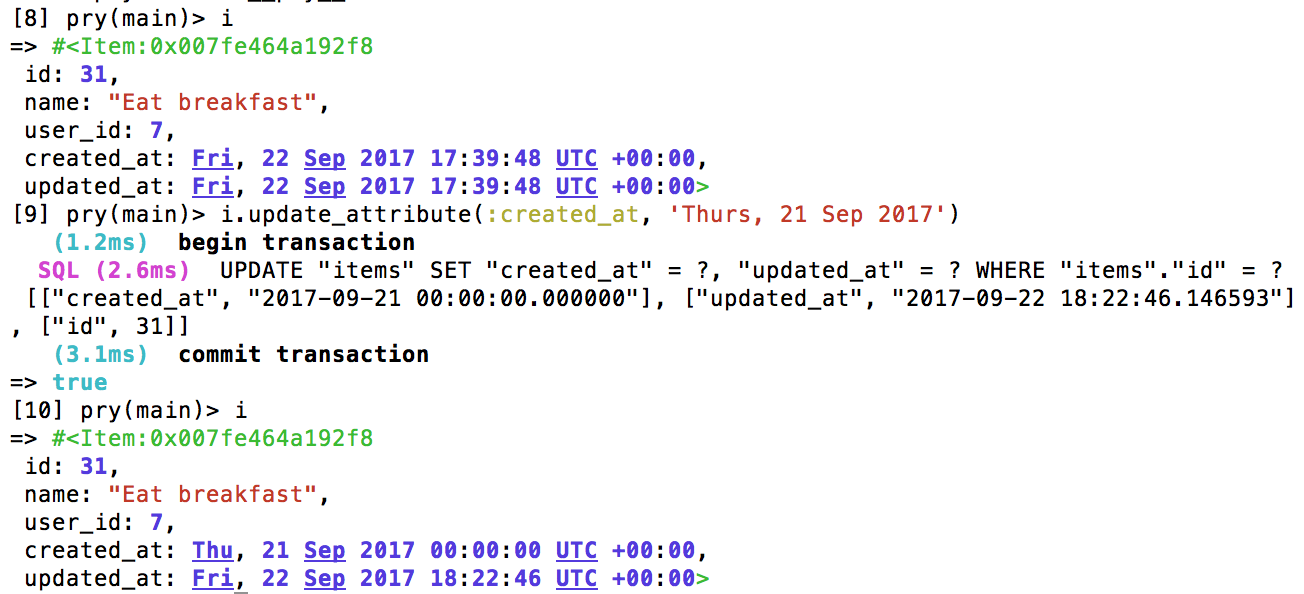 [8] pry(main)> i
=> #<Item:0x007fe464a192f8
 id: 31,
 name: "Eat breakfast",
 user_id: 7,
 created_at: Fri, 22 Sep 2017 17:39:48 UTC +00:00,
 updated_at: Fri, 22 Sep 2017 17:39:48 UTC +00:00>
[9] pry(main)> i.update_attribute(:created_at, 'Thurs, 21 Sep 2017')
   (1.2ms)  begin transaction
  SQL (2.6ms)  UPDATE "items" SET "created_at" = ?, "updated_at" = ? WHERE "items"."id" = ?
 [["created_at", "2017-09-21 00:00:00.000000"], ["updated_at", "2017-09-22 18:22:46.146593"]
, ["id", 31]]
   (3.1ms)  commit transaction
=> true
[10] pry(main)> i
=> #<Item:0x007fe464a192f8
 id: 31,
 name: "Eat breakfast",
 user_id: 7,
 created_at: Thu, 21 Sep 2017 00:00:00 UTC +00:00,
 updated_at: Fri, 22 Sep 2017 18:22:46 UTC +00:00>